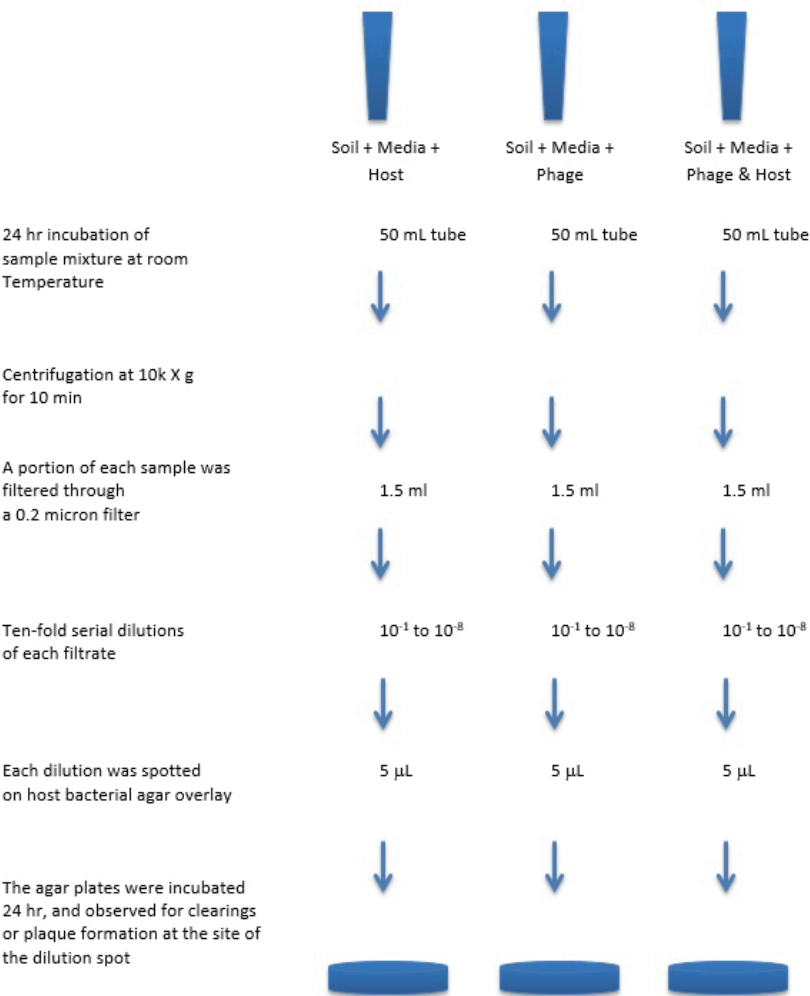 Soil + Media +
Host
Soil + Media +
Phage
Soil + Media +
Phage & Host
24 hr incubation of
sample mixture at room
Temperature
50 mL tube
50 mL tube
50 mL tube
Centrifugation at 10k X g
for 10 min
A portion of each sample was
filtered through
a 0.2 micron filter
1.5 ml
1.5 ml
1.5 ml
Ten-fold serial dilutions
of each filtrate
10⁻¹ to 10⁻⁸
10⁻¹ to 10⁻⁸
10⁻¹ to 10⁻⁸
Each dilution was spotted
on host bacterial agar overlay
5 µL
5 µL
5 µL
The agar plates were incubated
24 hr, and observed for clearings
or plaque formation at the site of
the dilution spot